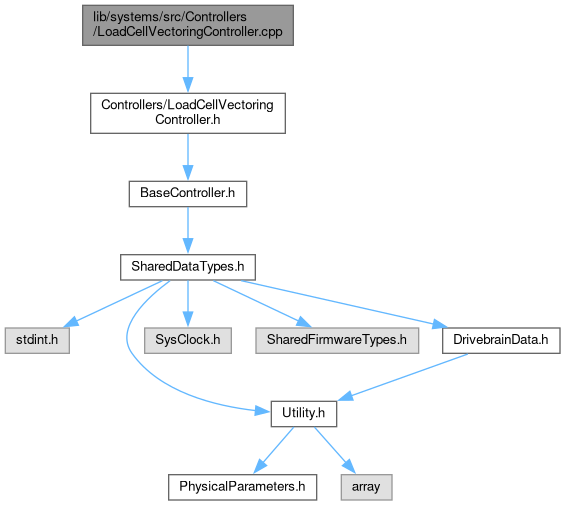 lib/systems/src/Controllers
/LoadCellVectoringController.cpp
Controllers/LoadCellVectoring
Controller.h
BaseController.h
SharedDataTypes.h
stdint.h
SysClock.h
SharedFirmwareTypes.h
DrivebrainData.h
Utility.h
PhysicalParameters.h
array